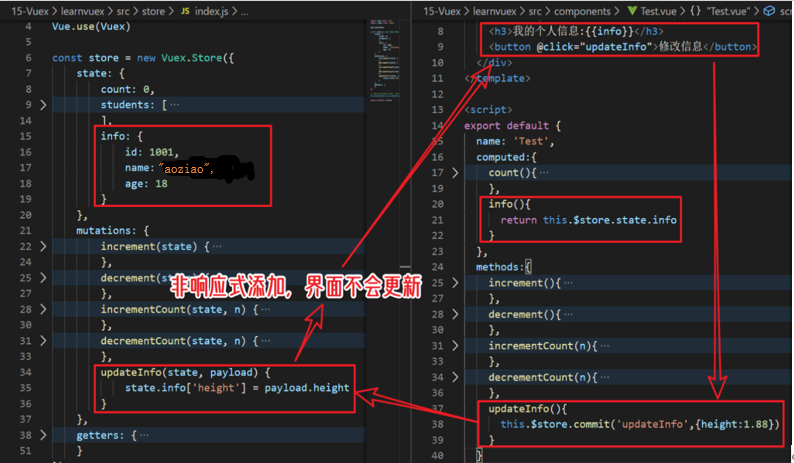 15-Vuex > learnvuex > src > store > JS index.js > ...
4 Vue.use(Vuex)
5
6 const store = new Vuex.Store({
7 state: {
8 count: 0,
9 students: [ ...
14 ],
15 info: {
16 id: 1001,
17 name: "aoziao",
18 age: 18
19 }
20 },
21 mutations: {
22 increment(state) { ...
24 },
25 decrement(st
27 },
28 incrementCount(state, n) { ...
30 },
31 decrementCount(state, n) { ...
33 },
34 updateInfo(state, payload) {
35 state.info['height'] = payload.height
36 }
37 },
38 getters: { ...
51 }
非响应式添加，界面不会更新
15-Vuex > learnvuex > src > components > Test.vue > {} "Test.vue" > scr
8 <h3>我的个人信息:{{info}}</h3>
9 <button @click="updateInfo">修改信息</button>
10 </div>
11 </template>
12
13 <script>
14 export default {
15 name: 'Test',
16 computed:{
17 count(){ ...
19 },
20 info(){
21 return this.$store.state.info
22 }
23 },
24 methods:{
25 increment(){ ...
27 },
28 decrement(){ ...
30 },
31 incrementCount(n){ ...
33 },
34 decrementCount(n){ ...
36 },
37 updateInfo(){
38 this.$store.commit('updateInfo',{height:1.88})
39 }
40 }